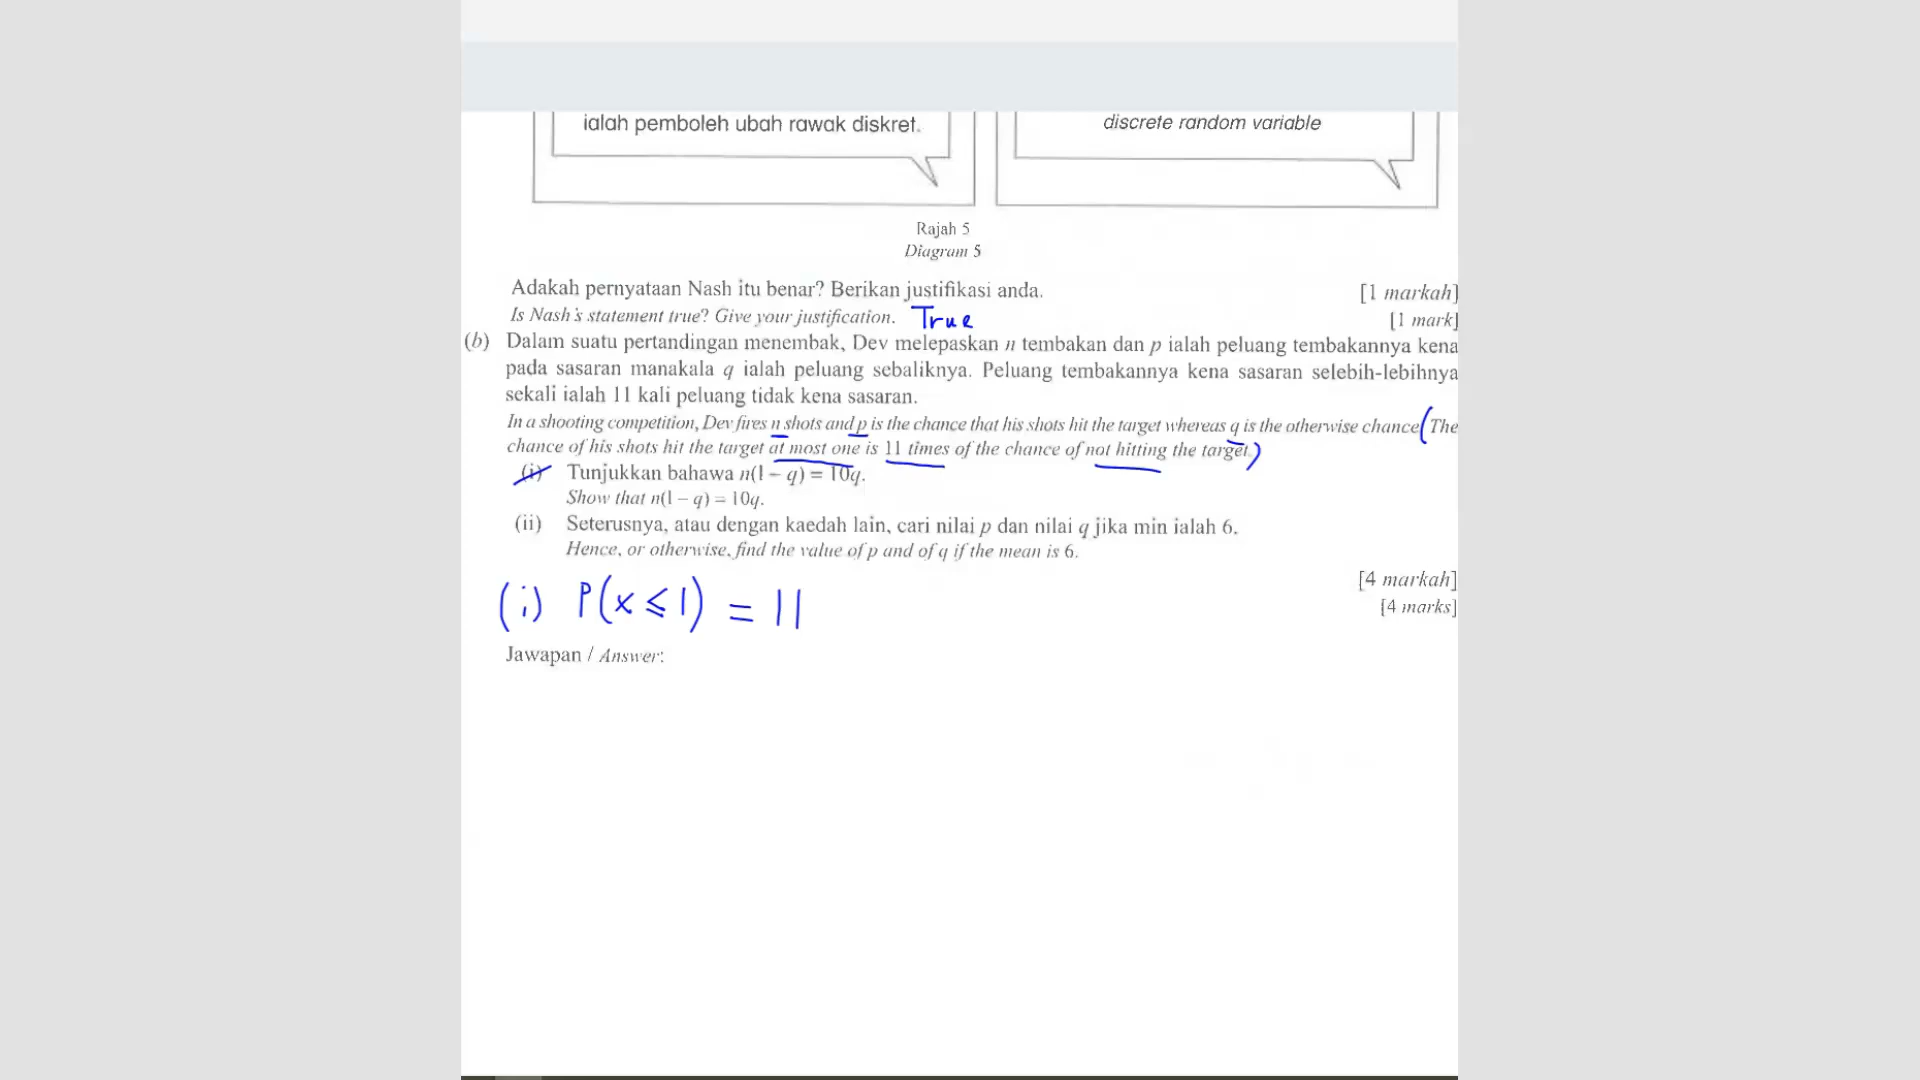 ialah pemboleh ubah rawak diskret.
discrete random variable
Rajah 5
Diagram 5
Adakah pernyataan Nash itu benar? Berikan justifikasi anda. [1 markah]
Is Nash's statement true? Give your justification. True [1 mark]
(b) Dalam suatu pertandingan menembak, Dev melepaskan n tembakan dan p ialah peluang tembakannya kena
pada sasaran manakala q ialah peluang sebaliknya. Peluang tembakannya kena sasaran selebih-lebihnya
sekali ialah 11 kali peluang tidak kena sasaran.
In a shooting competition, Dev fires n shots and p is the chance that his shots hit the target whereas q is the otherwise chance. (The
chance of his shots hit the target at most one is 11 times of the chance of not hitting the target.)
(i) Tunjukkan bahawa n(1 – q) = 10q.
Show that n(1 – q) = 10q.
(ii) Seterusnya, atau dengan kaedah lain, cari nilai p dan nilai q jika min ialah 6.
Hence, or otherwise, find the value of p and of q if the mean is 6.
[4 markah]
[4 marks]
(i) P(x ⩽ 1) = 11
Jawapan / Answer: